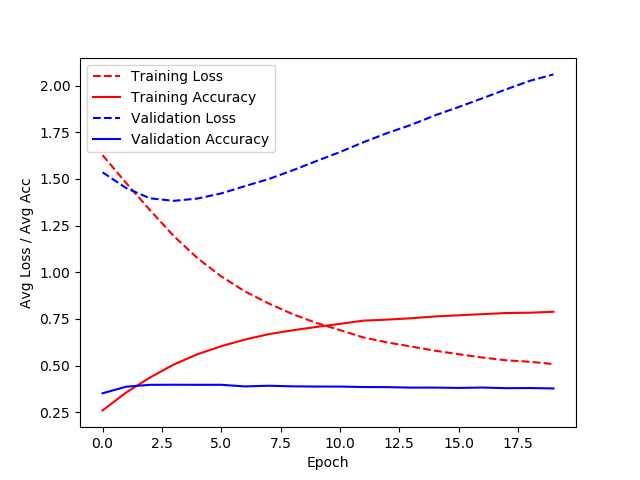 Training Loss
Training Accuracy
Validation Loss
Validation Accuracy
Avg Loss / Avg Acc
2.00
1.75
1.50
1.25
1.00
0.75
0.50
0.25
0.0 2.5 5.0 7.5 10.0 12.5 15.0 17.5
Epoch